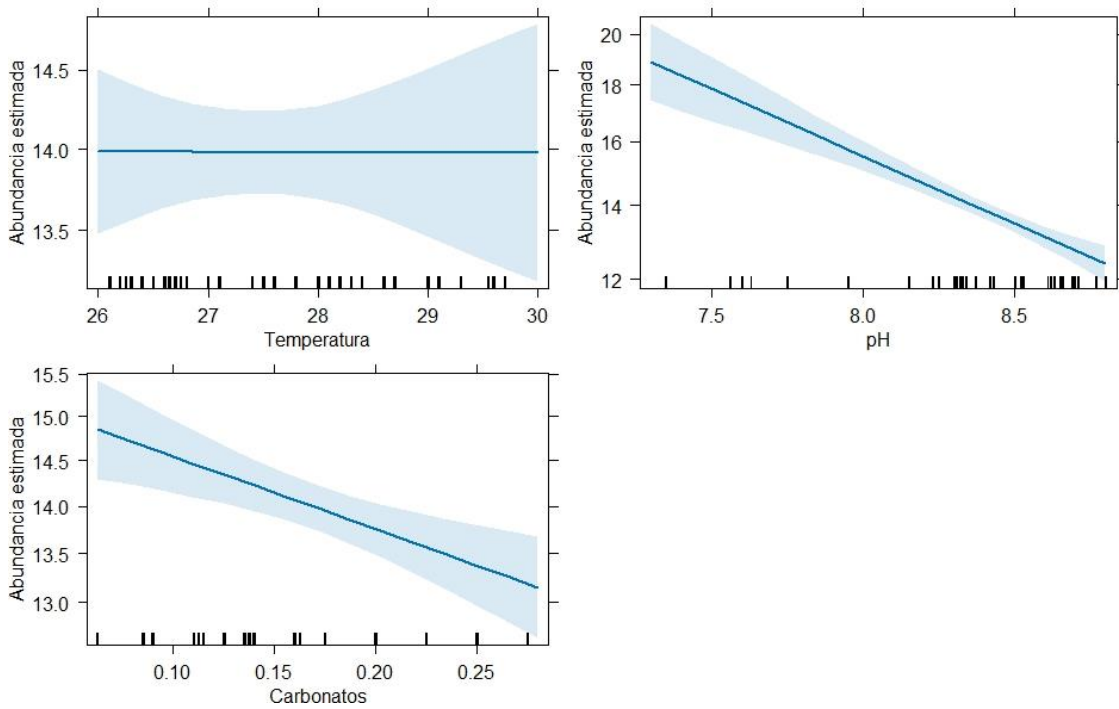 Abundancia estimada
14.5
14.0
13.5
26 27 28 29 30
Temperatura
Abundancia estimada
20
18
16
14
12
7.5 8.0 8.5
pH
Abundancia estimada
15.5
15.0
14.5
14.0
13.5
13.0
0.10 0.15 0.20 0.25
Carbonatos